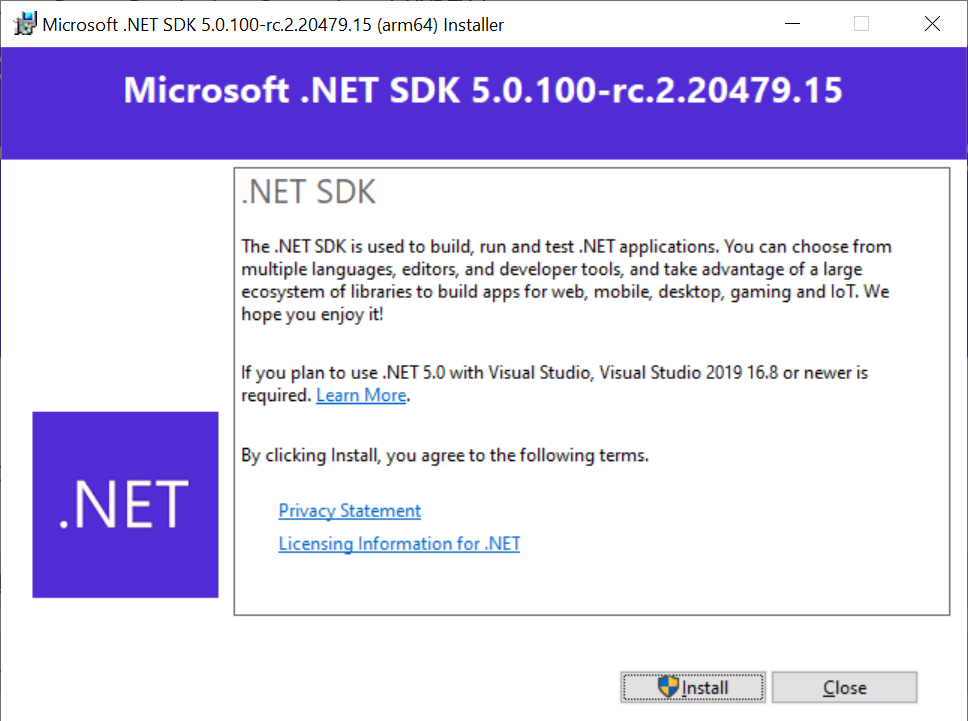 Microsoft .NET SDK 5.0.100-rc.2.20479.15 (arm64) Installer
Microsoft .NET SDK 5.0.100-rc.2.20479.15
.NET SDK
The .NET SDK is used to build, run and test .NET applications. You can choose from
multiple languages, editors, and developer tools, and take advantage of a large
ecosystem of libraries to build apps for web, mobile, desktop, gaming and IoT. We
hope you enjoy it!
If you plan to use .NET 5.0 with Visual Studio, Visual Studio 2019 16.8 or newer is
required. Learn More.
By clicking Install, you agree to the following terms.
Privacy Statement
Licensing Information for .NET
.NET
Install
Close